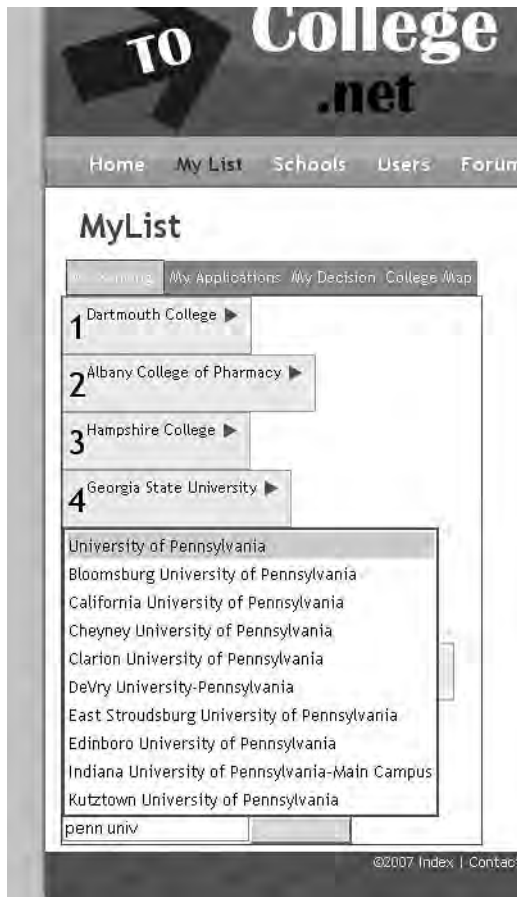 TO College
.net
Home My List Schools Users Forum
MyList
My Applications My Decision College Map
1 Dartmouth College ▶
2 Albany College of Pharmacy ▶
3 Hampshire College ▶
4 Georgia State University ▶
University of Pennsylvania
Bloomsburg University of Pennsylvania
California University of Pennsylvania
Cheyney University of Pennsylvania
Clarion University of Pennsylvania
DeVry University-Pennsylvania
East Stroudsburg University of Pennsylvania
Edinboro University of Pennsylvania
Indiana University of Pennsylvania-Main Campus
Kutztown University of Pennsylvania
penn univ
©2007 Index | Contact